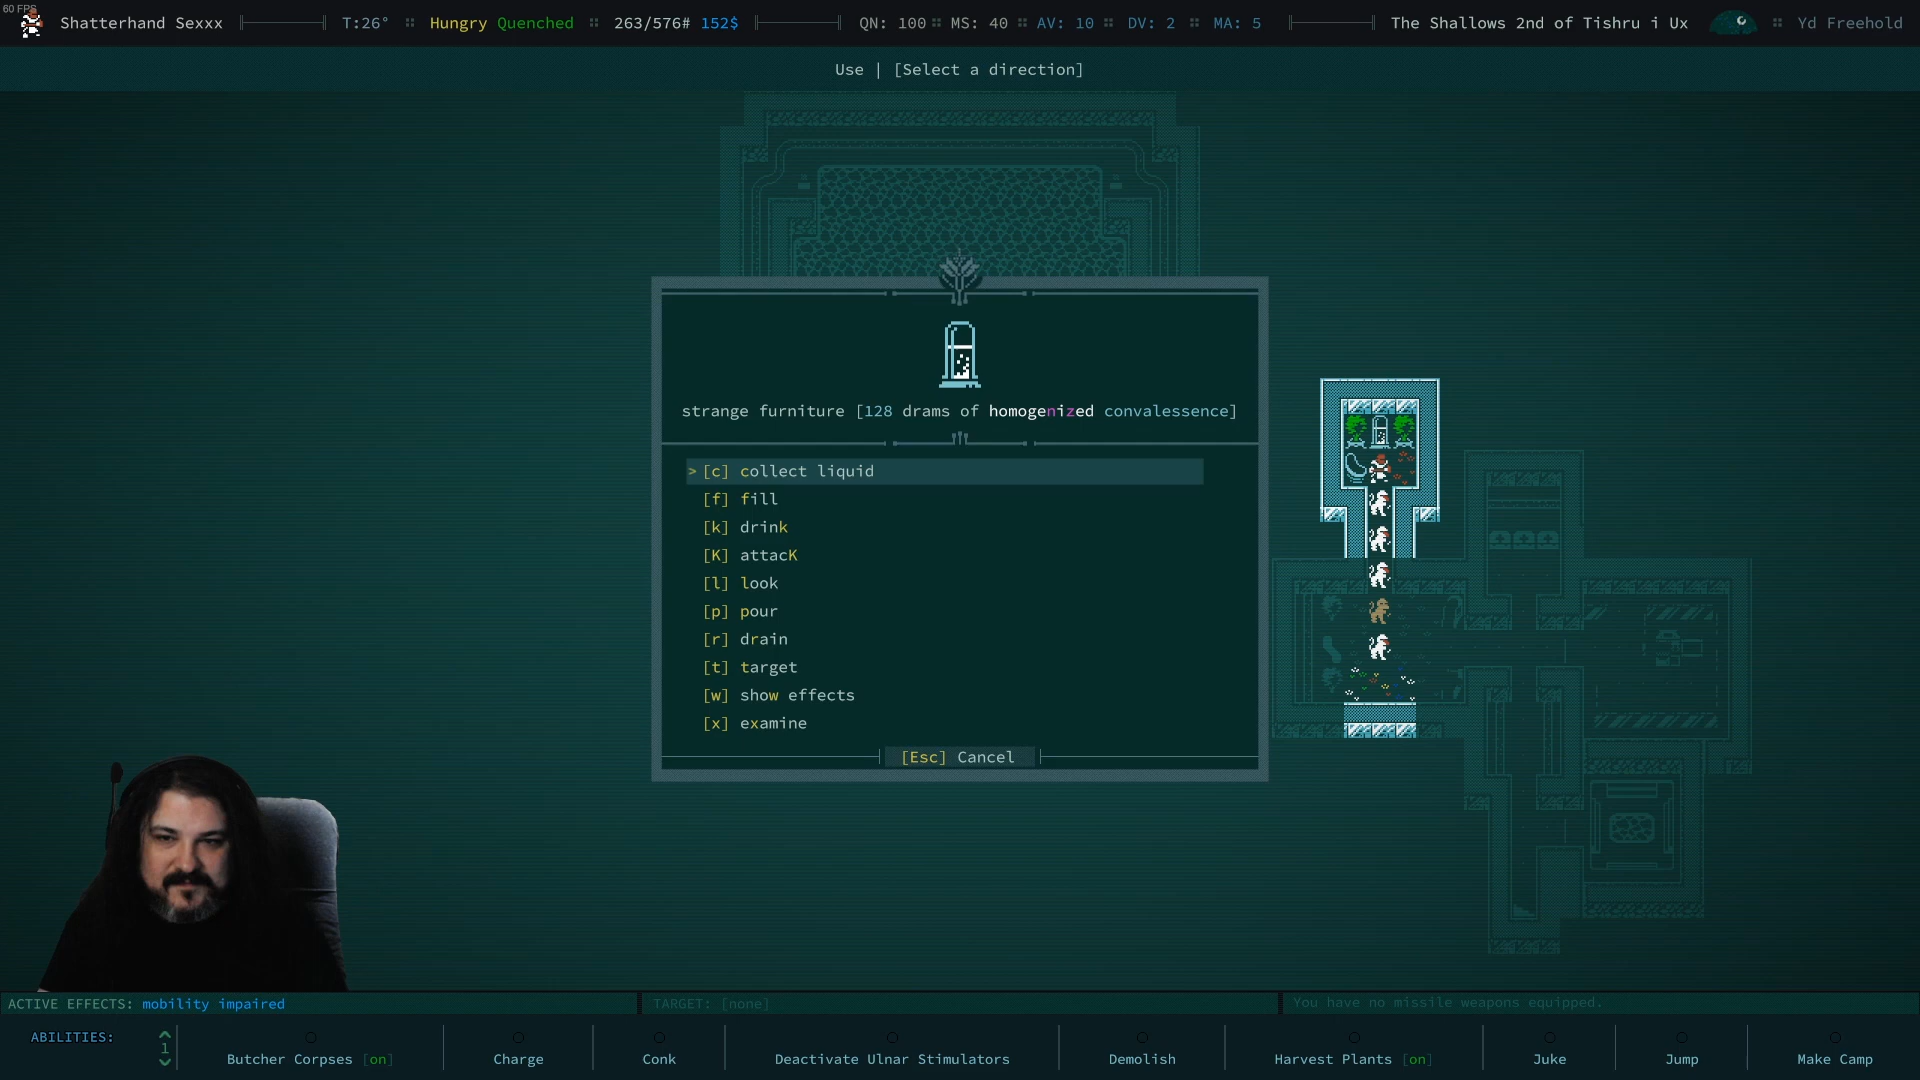 60 FPS
Shatterhand Sexxx T:26° Hungry Quenched 263/576# 152$ QN: 100 MS: 40 AV: 10 DV: 2 MA: 5 The Shallows 2nd of Tishru i Ux Yd Freehold
Use | [Select a direction]
strange furniture [128 drams of homogenized convalessence]
> [c] collect liquid
[f] fill
[k] drink
[K] attacK
[l] look
[p] pour
[r] drain
[t] target
[w] show effects
[x] examine
[Esc] Cancel
ACTIVE EFFECTS: mobility impaired TARGET: [none] You have no missile weapons equipped.
ABILITIES: 1 Butcher Corpses [on] Charge Conk Deactivate Ulnar Stimulators Demolish Harvest Plants [on] Juke Jump Make Camp